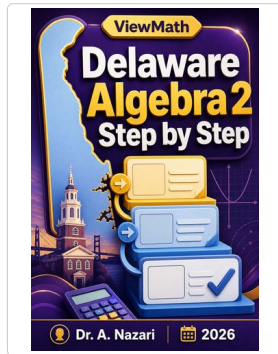 ViewMath
Delaware
Algebra 2
Step by Step
Dr. A. Nazari
2026